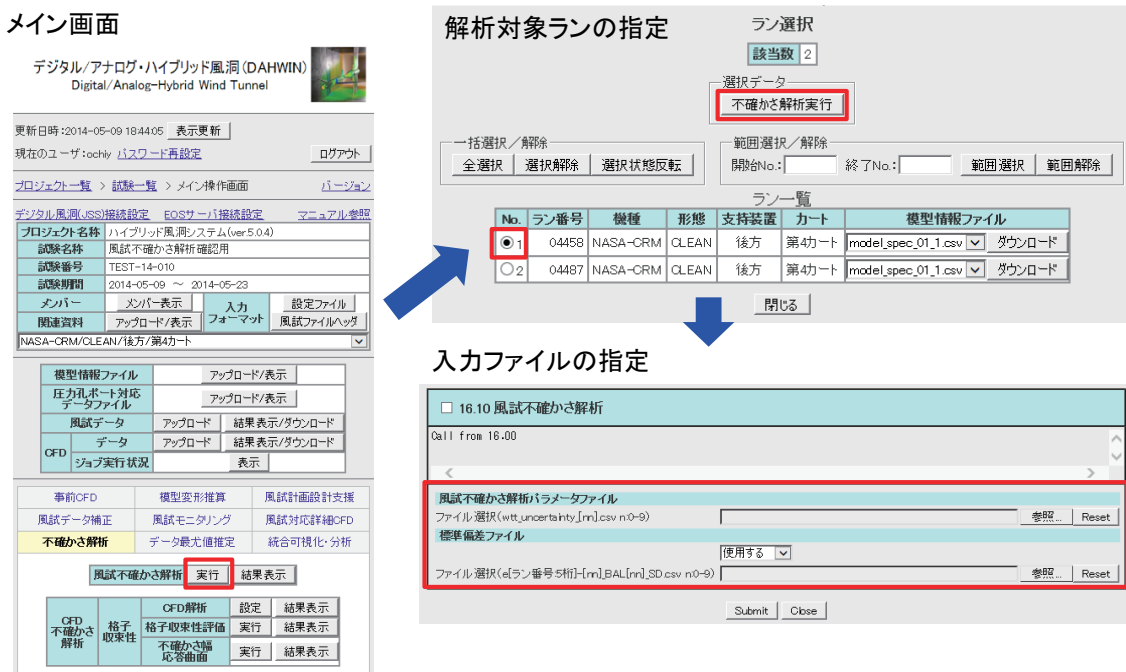 メイン画面
デジタル/アナログ・ハイブリッド風洞(DAHWIN)
Digital/Analog-Hybrid Wind Tunnel
更新日時:2014-05-09 18:44:05 表示更新
現在のユーザ:ochiy パスワード再設定 ログアウト
プロジェクト一覧 > 試験一覧 > メイン操作画面 バージョン
デジタル風洞(JSS)接続設定 EOSサーバ接続設定 マニュアル参照
プロジェクト名称 ハイブリッド風洞システム(ver.5.0.4)
試験名称 風試不確かさ解析確認用
試験番号 TEST-14-010
試験期間 2014-05-09 ～ 2014-05-23
メンバー メンバー表示 入力フォーマット 設定ファイル
関連資料 アップロード/表示 風試ファイルヘッダ
NASA-CRM/CLEAN/後方/第4カート
模型情報ファイル アップロード/表示
圧力孔ポート対応
データファイル アップロード/表示
風試データ アップロード 結果表示/ダウンロード
CFD データ アップロード 結果表示/ダウンロード
ジョブ実行状況 表示
事前CFD 模型変形推算 風試計画設計支援
風試データ補正 風試モニタリング 風試対応詳細CFD
不確かさ解析 データ最尤値推定 統合可視化・分析
風試不確かさ解析 実行 結果表示
CFD
不確かさ
解析
格子
収束性
CFD解析 設定 結果表示
格子収束性評価 実行 結果表示
不確かさ幅
応答曲面 実行 結果表示
解析対象ランの指定
ラン選択
該当数 2
選択データ
不確かさ解析実行
一括選択/解除
全選択 選択解除 選択状態反転
範囲選択/解除
開始No.: 終了No.: 範囲選択 範囲解除
ラン一覧
No. ラン番号 機種 形態 支持装置 カート 模型情報ファイル
1 04458 NASA-CRM CLEAN 後方 第4カート model_spec_01_1.csv ダウンロード
2 04487 NASA-CRM CLEAN 後方 第4カート model_spec_01_1.csv ダウンロード
閉じる
入力ファイルの指定
16.10 風試不確かさ解析
Call from 16.00
風試不確かさ解析パラメータファイル
ファイル選択(wtt_uncertainty_[nn].csv n:0-9) 参照... Reset
標準偏差ファイル
使用する
ファイル選択(e[ラン番号:5桁]-[nn]_BAL[nn]_SD.csv n:0-9) 参照... Reset
Submit Close